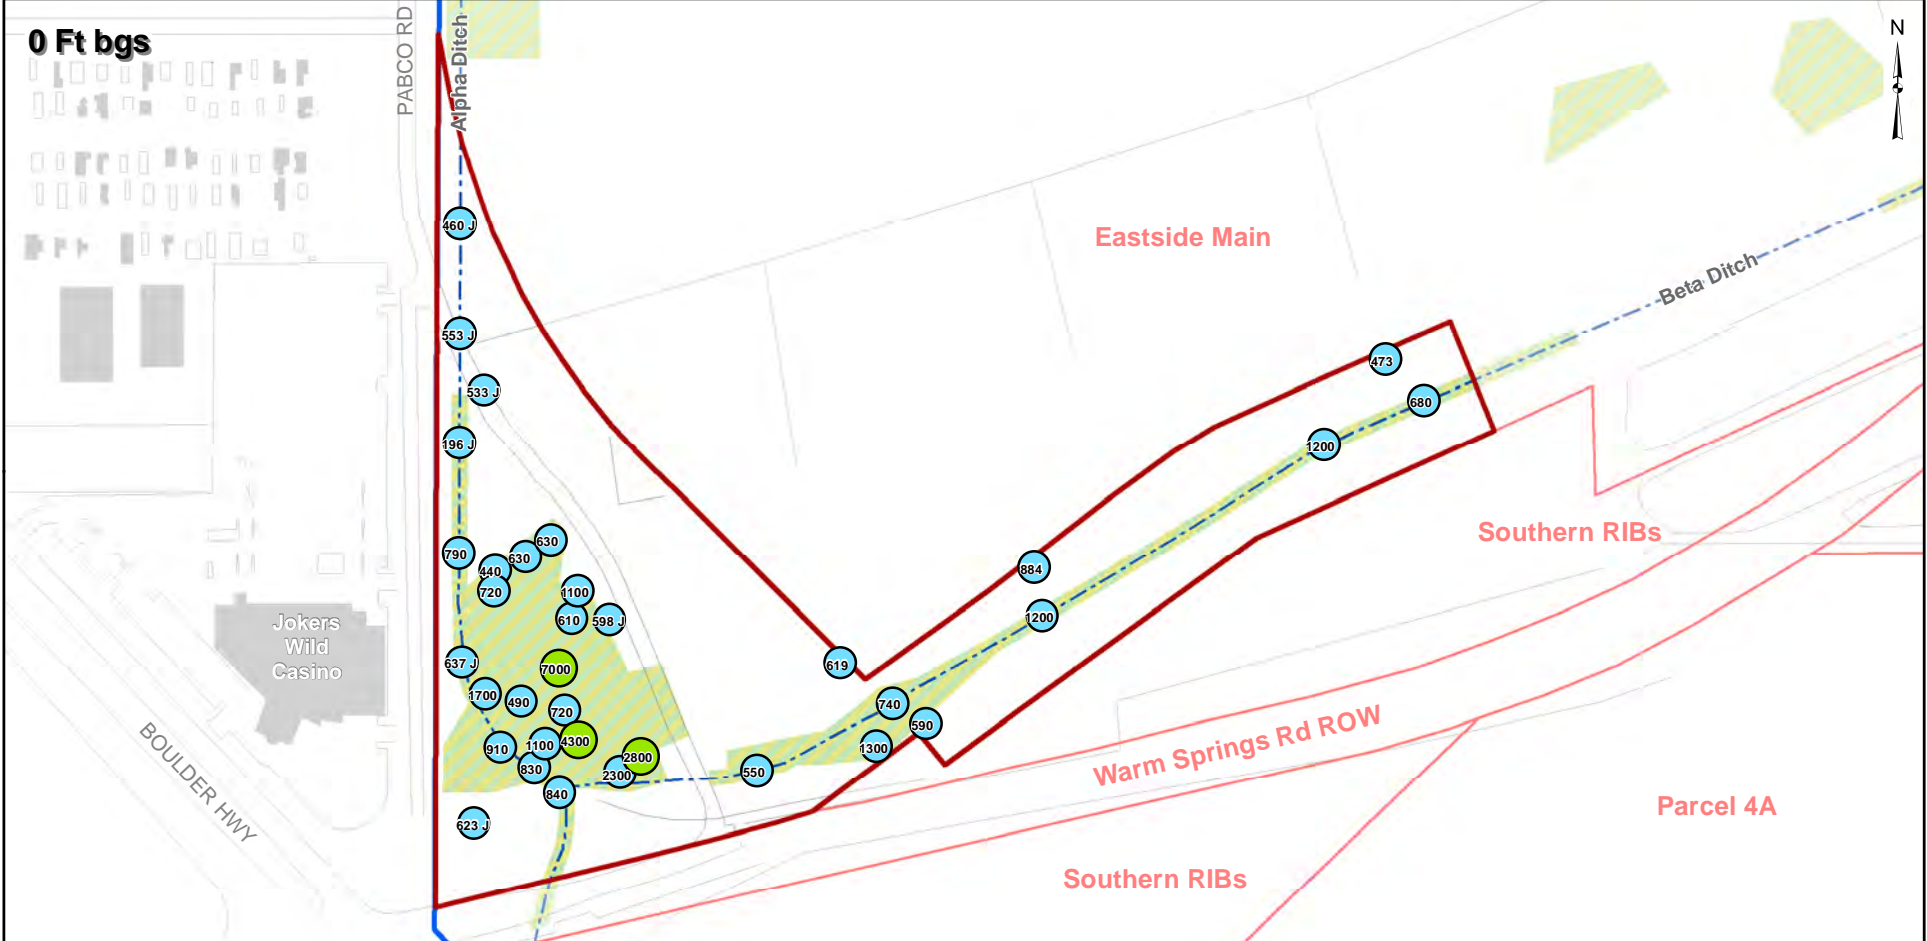 0 Ft bgs
PABCO RD
Alpha Ditch
N
460 J
Eastside Main
Beta Ditch
553 J
473
533 J
680
196 J
1200
Southern RIBs
630
790
630
440
884
720
1100
1200
610
598 J
Jokers
Wild
Casino
637 J
619
7000
1700
490
740
720
590
Warm Springs Rd ROW
910
1100
4300
1300
2800
830
2300
550
840
BOULDER HWY
Parcel 4A
623 J
Southern RIBs